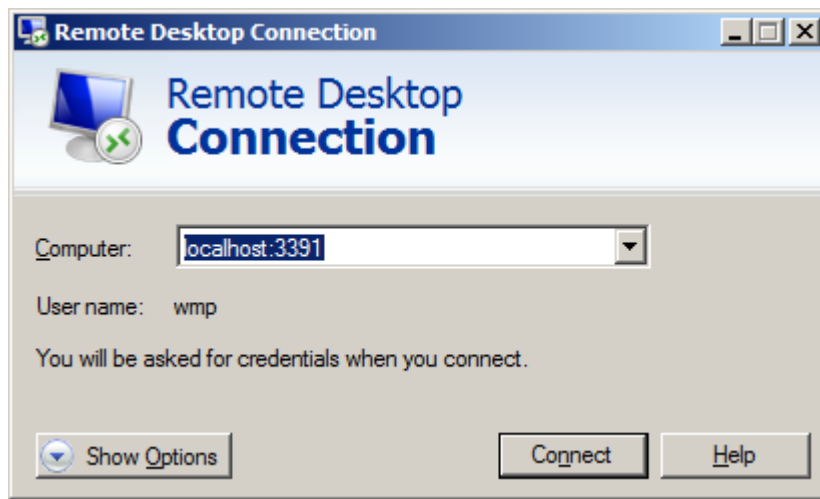 Remote Desktop Connection
Remote Desktop
Connection
Computer: localhost:3391
User name: wmp
You will be asked for credentials when you connect.
Show Options Connect Help